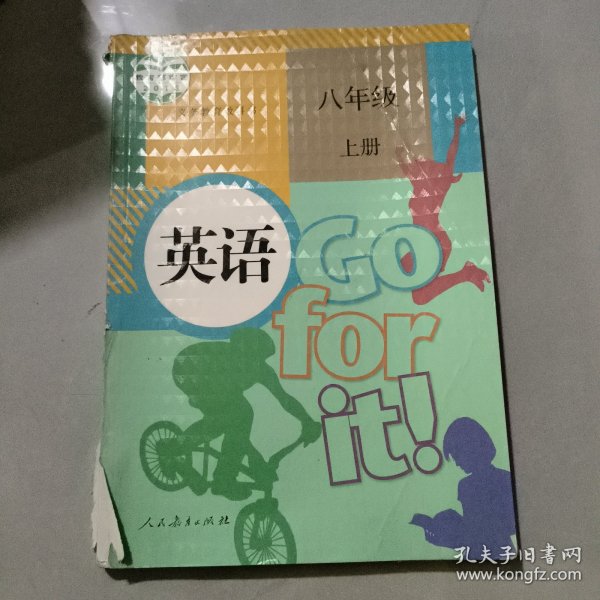 八年级
上册
英语
Go
for
it!
人民教育出版社
孔夫子旧书网
www.kongfz.com